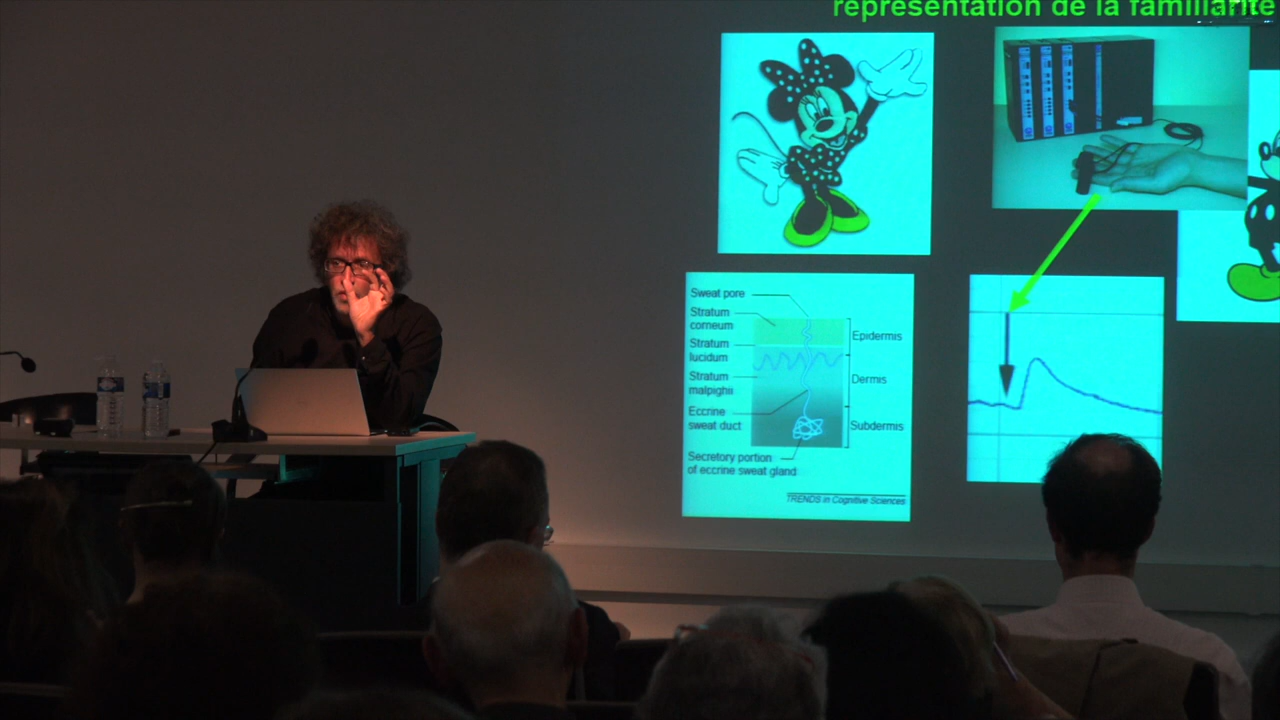 représentation de la familiarité
Sweat pore
Stratum
corneum
Stratum
lucidum
Stratum
malpighii
Eccrine
sweat duct
Secretory portion
of eccrine sweat gland
Epidermis
Dermis
Subdermis
TRENDS in Cognitive Sciences